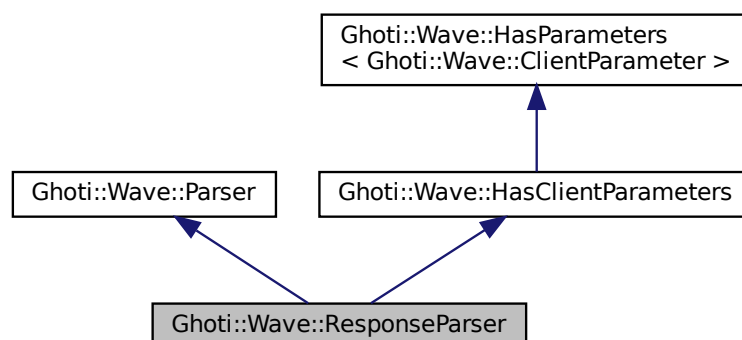 Ghoti::Wave::HasParameters
< Ghoti::Wave::ClientParameter >
Ghoti::Wave::Parser
Ghoti::Wave::HasClientParameters
Ghoti::Wave::ResponseParser